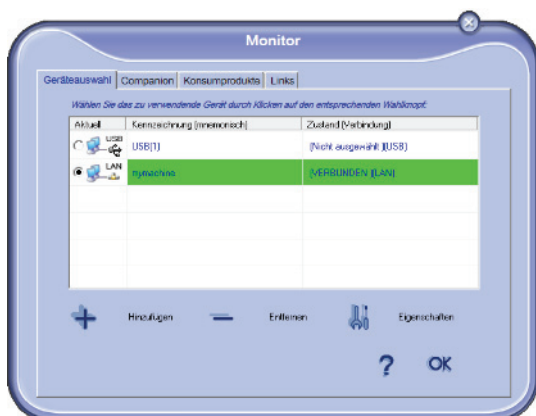 Monitor
Geräteauswahl Companion Konsumprodukte Links
Wählen Sie das zu verwendende Gerät durch Klicken auf den entsprechenden Wahlknopf:
Aktuell Kennzeichnung (mnemonisch) Zustand (Verbindung)
USB USB(1) (Nicht ausgewählt )(USB)
LAN mymachine (VERBUNDEN )(LAN)
Hinzufügen Entfernen Eigenschaften
? OK